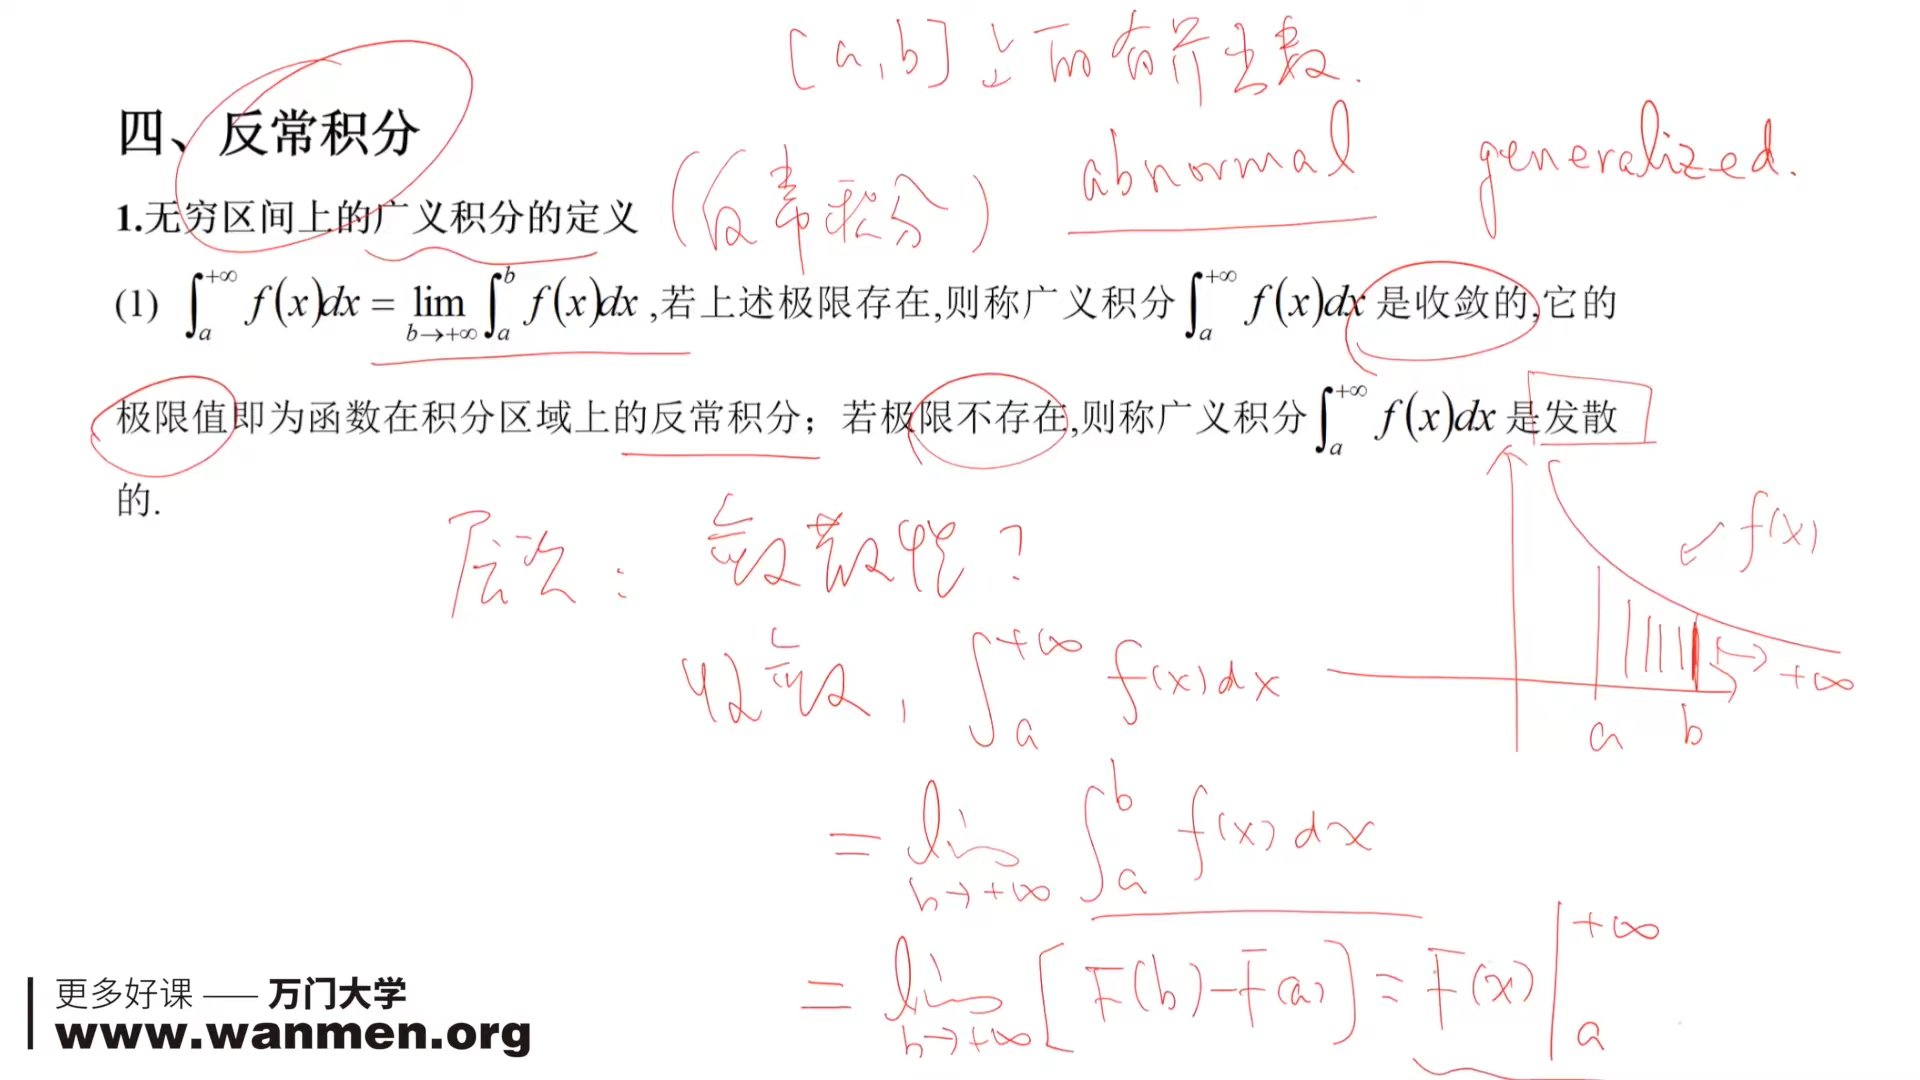 [a,b]上的有界函数.
四、反常积分
(反常积分) abnormal generalized.
1.无穷区间上的广义积分的定义
(1) ∫_a^{+∞} f(x)dx = lim_{b→+∞} ∫_a^b f(x)dx ,若上述极限存在,则称广义积分 ∫_a^{+∞} f(x)dx 是收敛的,它的
极限值即为函数在积分区域上的反常积分；若极限不存在,则称广义积分 ∫_a^{+∞} f(x)dx 是发散
的.
层次: 敛散性?
f(x)
收敛, ∫_a^{+∞} f(x)dx
+∞
a b
= lim_{b→+∞} ∫_a^b f(x)dx
= lim_{b→+∞} [F(b)-F(a)] = F(x)|_a^{+∞}
更多好课 —— 万门大学
www.wanmen.org